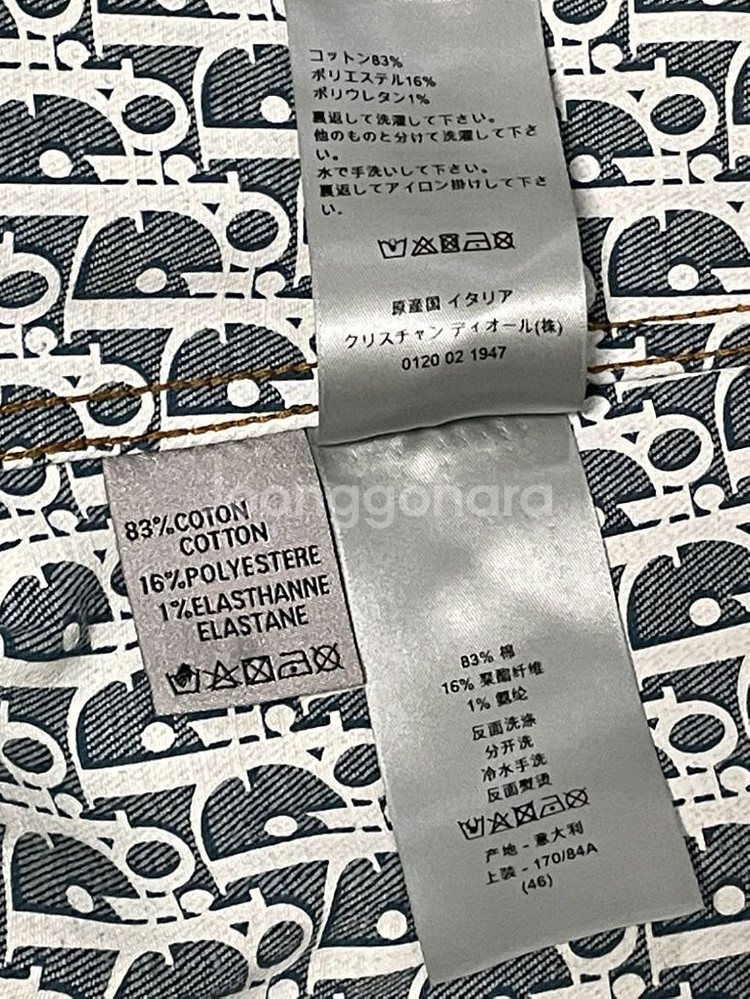 コットン83%
ポリエステル16%
ポリウレタン1%
裏返して洗濯して下さい。
他のものと分けて洗濯して下さ
い。
水で手洗いして下さい。
裏返してアイロン掛けして下さ
い。
原産国 イタリア
クリスチャン ディオール(株)
0120 02 1947
joonggonara
83%COTON
COTTON
16%POLYESTERE
1%ELASTHANNE
ELASTANE
83% 棉
16% 聚酯纤维
1% 氨纶
反面洗涤
分开洗
冷水手洗
反面熨烫
产地 - 意大利
上装 - 170/84A
(46)